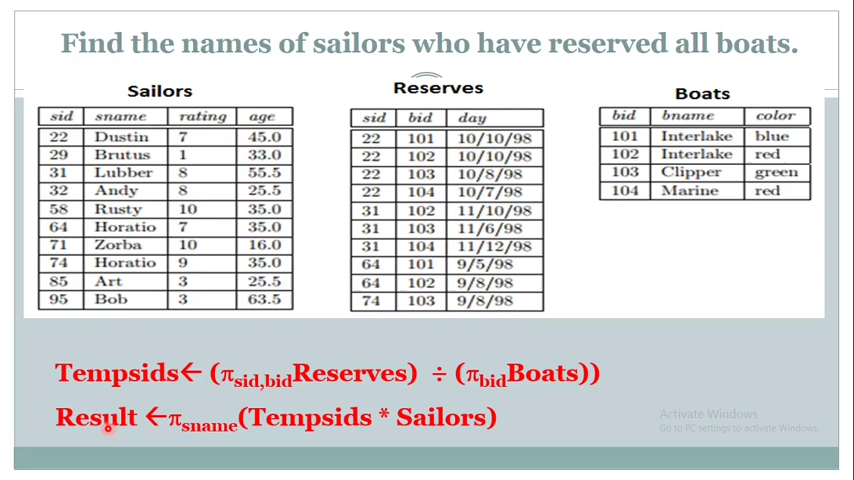 Find the names of sailors who have reserved all boats.
Sailors
sid sname rating age
22 Dustin 7 45.0
29 Brutus 1 33.0
31 Lubber 8 55.5
32 Andy 8 25.5
58 Rusty 10 35.0
64 Horatio 7 35.0
71 Zorba 10 16.0
74 Horatio 9 35.0
85 Art 3 25.5
95 Bob 3 63.5
Reserves
sid bid day
22 101 10/10/98
22 102 10/10/98
22 103 10/8/98
22 104 10/7/98
31 102 11/10/98
31 103 11/6/98
31 104 11/12/98
64 101 9/5/98
64 102 9/8/98
74 103 9/8/98
Boats
bid bname color
101 Interlake blue
102 Interlake red
103 Clipper green
104 Marine red
Tempsids← (πsid,bidReserves) ÷ (πbidBoats))
Result ←πsname(Tempsids * Sailors)
Activate Windows
Go to PC settings to activate Windows.